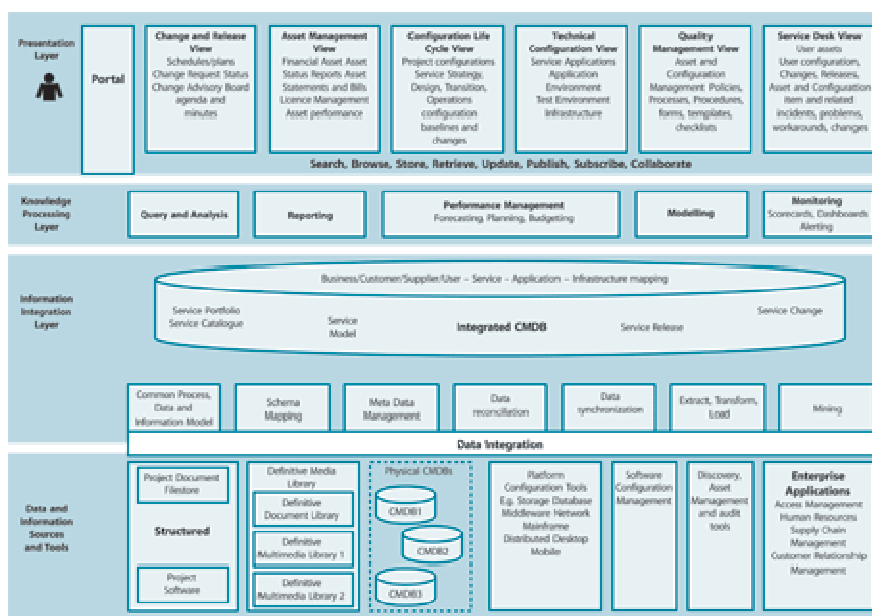 Presentation
Layer
Portal
Change and Release
View
Schedules/plans
Change Request Status
Change Advisory Board
agenda and
minutes
Asset Management
View
Financial Asset Asset
Status Reports Asset
Statements and Bills
Licence Management
Asset performance
Configuration Life
Cycle View
Project configurations
Service Strategy,
Design, Transition,
Operations
configuration
baselines and
changes
Technical
Configuration View
Service Applications
Application
Environment
Test Environment
Infrastructure
Quality
Management View
Asset and
Configuration
Management Policies,
Processes, Procedures,
forms, templates,
checklists
Service Desk View
User assets
User configuration,
Changes, Releases,
Asset and Configuration
item and related
incidents, problems,
workarounds, changes
Search, Browse, Store, Retrieve, Update, Publish, Subscribe, Collaborate
Knowledge
Processing
Layer
Query and Analysis
Reporting
Performance Management
Forecasting, Planning, Budgetting
Modelling
Monitoring
Scorecards, Dashboards
Alerting
Information
Integration
Layer
Business/Customer/Supplier/User – Service – Application – Infrastructure mapping
Service Portfolio
Service Catalogue
Service
Model
Integrated CMDB
Service Release
Service Change
Common Process,
Data and
Information Model
Schema
Mapping
Meta Data
Management
Data
reconciliation
Data
synchronization
Extract, Transform,
Load
Mining
Data Integration
Data and
Information
Sources
and Tools
Project Document
Filestore
Structured
Project
Software
Definitive Media
Library
Definitive
Document Library
Definitive
Multimedia Library 1
Definitive
Multimedia Library 2
Physical CMDBs
CMDB1
CMDB2
CMDB3
Platform
Configuration Tools
E.g. Storage Database
Middleware Network
Mainframe
Distributed Desktop
Mobile
Software
Configuration
Management
Discovery,
Asset
Management
and audit
tools
Enterprise
Applications
Access Management
Human Resources
Supply Chain
Management
Customer Relationship
Management